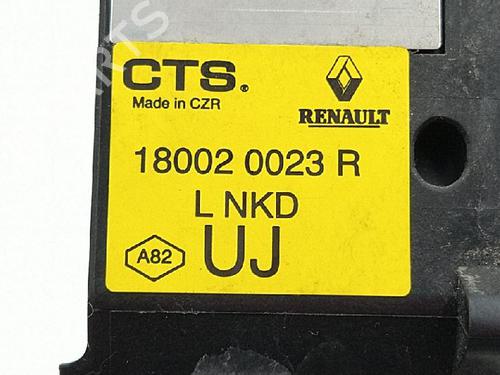 CTS.
Made in CZR
RENAULT
18002 0023 R
L NKD
A82
UJ